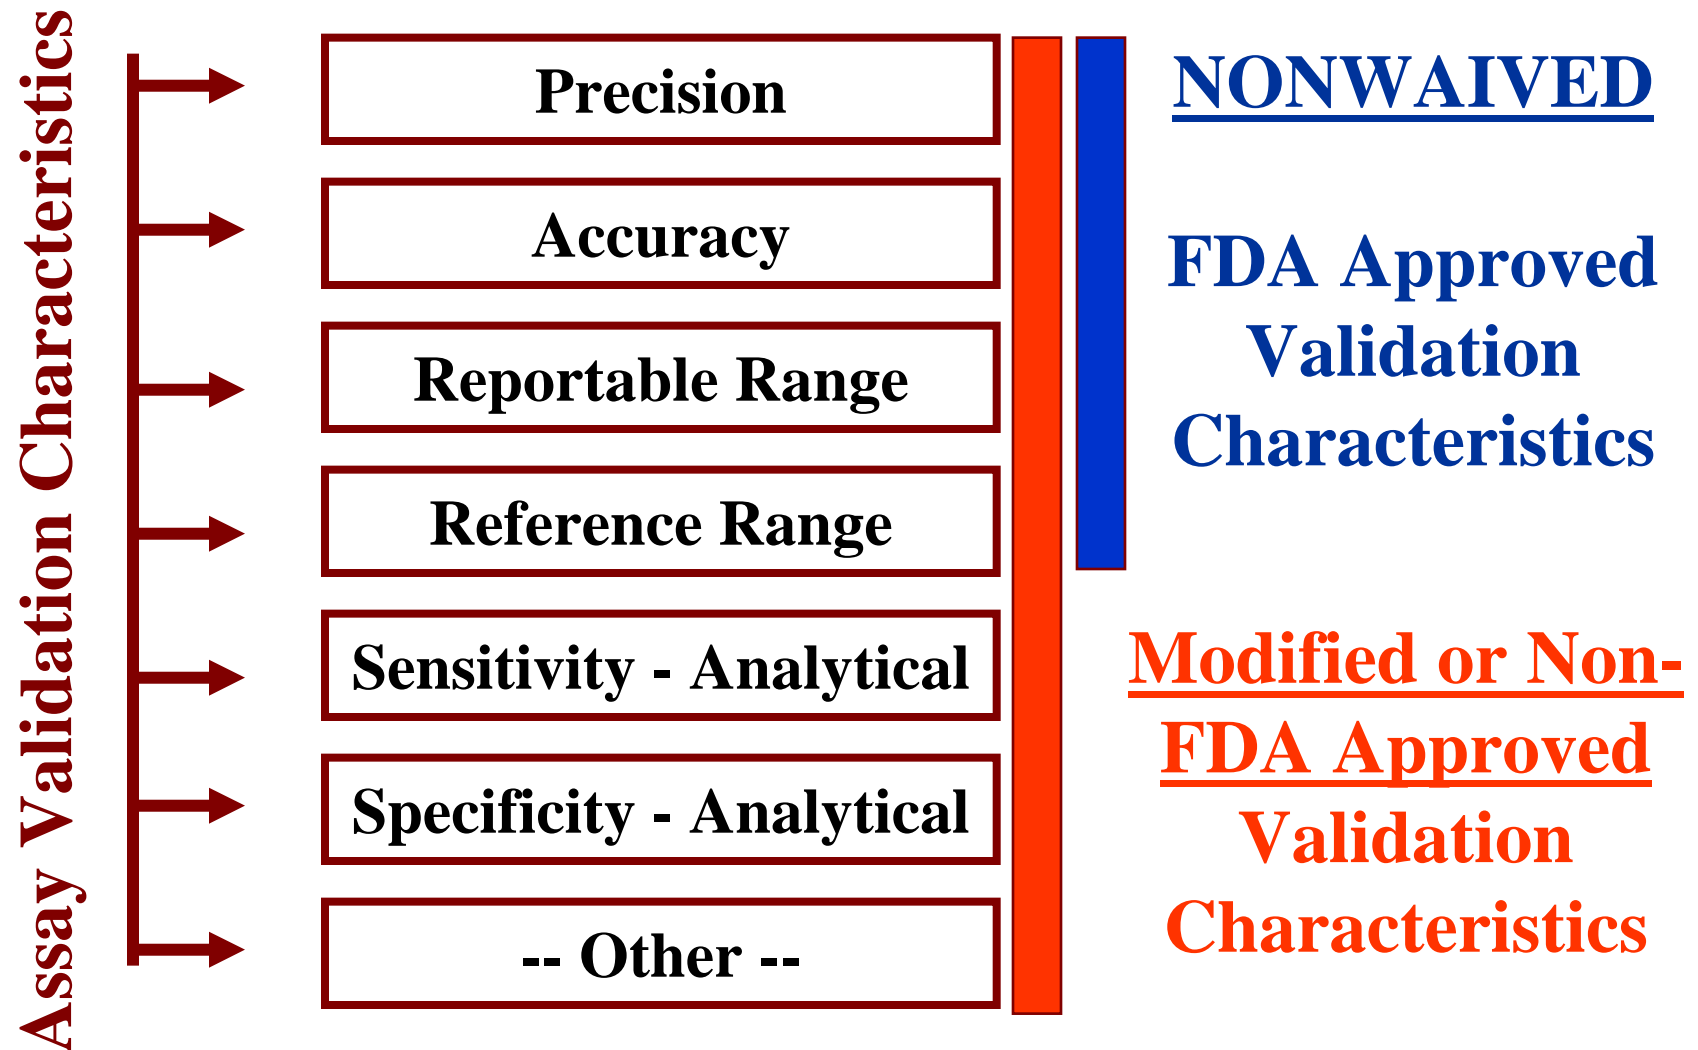 Assay Validation Characteristics
Precision
Accuracy
Reportable Range
Reference Range
Sensitivity - Analytical
Specificity - Analytical
-- Other --
NONWAIVED
FDA Approved
Validation
Characteristics
Modified or Non-
FDA Approved
Validation
Characteristics